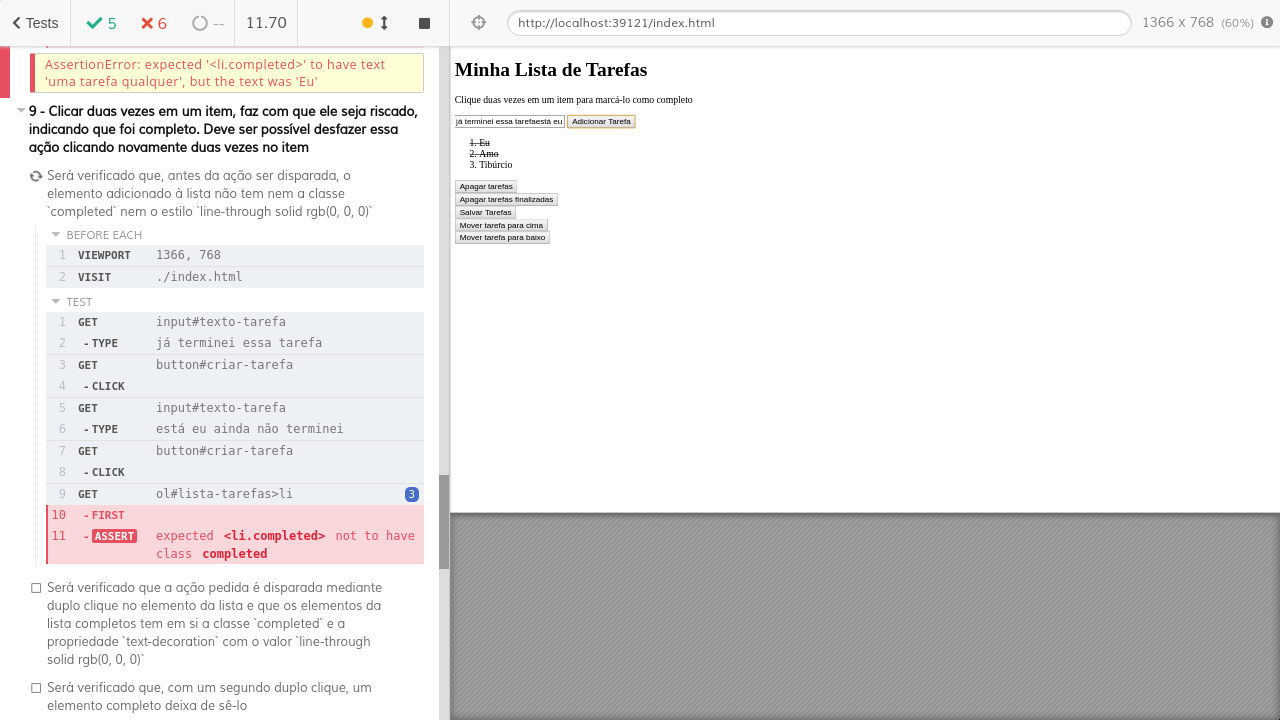 Tests
5
6
--
11.70
AssertionError: expected '<li.completed>' to have text
'uma tarefa qualquer', but the text was 'Eu'
9 - Clicar duas vezes em um item, faz com que ele seja riscado,
indicando que foi completo. Deve ser possível desfazer essa
ação clicando novamente duas vezes no item
Será verificado que, antes da ação ser disparada, o
elemento adicionado à lista não tem nem a classe
`completed` nem o estilo `line-through solid rgb(0, 0, 0)`
BEFORE EACH
1 VIEWPORT 1366, 768
2 VISIT ./index.html
TEST
1 GET input#texto-tarefa
2 -TYPE já terminei essa tarefa
3 GET button#criar-tarefa
4 -CLICK
5 GET input#texto-tarefa
6 -TYPE está eu ainda não terminei
7 GET button#criar-tarefa
8 -CLICK
9 GET ol#lista-tarefas>li 3
10 -FIRST
11 -ASSERT expected <li.completed> not to have
class completed
Será verificado que a ação pedida é disparada mediante
duplo clique no elemento da lista e que os elementos da
lista completos tem em si a classe `completed` e a
propriedade `text-decoration` com o valor `line-through
solid rgb(0, 0, 0)`
Será verificado que, com um segundo duplo clique, um
elemento completo deixa de sê-lo
http://localhost:39121/index.html
1366 x 768 (60%)
Minha Lista de Tarefas
Clique duas vezes em um item para marcá-lo como completo
já terminei essa tarefaestá eu Adicionar Tarefa
1. Eu
2. Amo
3. Tibúrcio
Apagar tarefas
Apagar tarefas finalizadas
Salvar Tarefas
Mover tarefa para cima
Mover tarefa para baixo